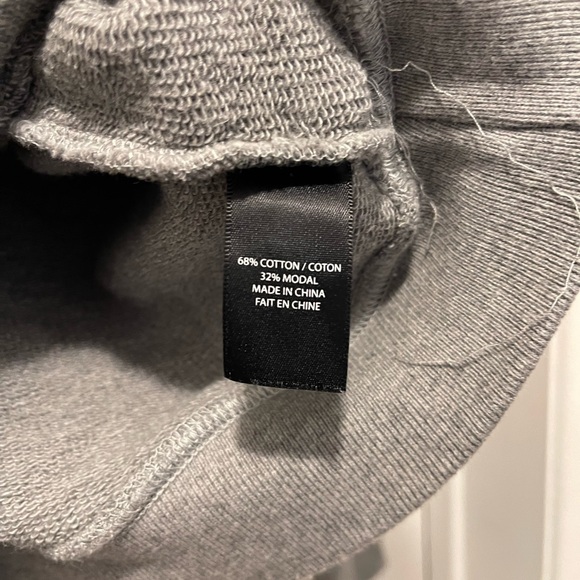 68% COTTON / COTON
32% MODAL
MADE IN CHINA
FAIT EN CHINE